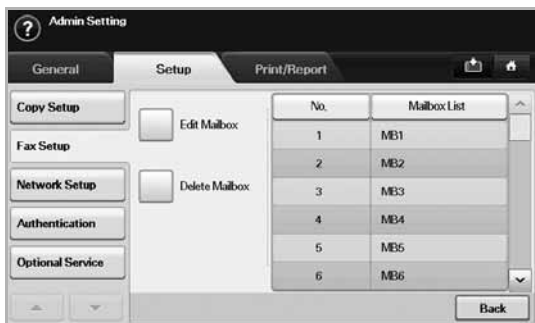 ? Admin Setting
General Setup Print/Report
Copy Setup
Fax Setup
Network Setup
Authentication
Optional Service
Edit Mailbox
Delete Mailbox
No. Mailbox List
1 MB1
2 MB2
3 MB3
4 MB4
5 MB5
6 MB6
Back